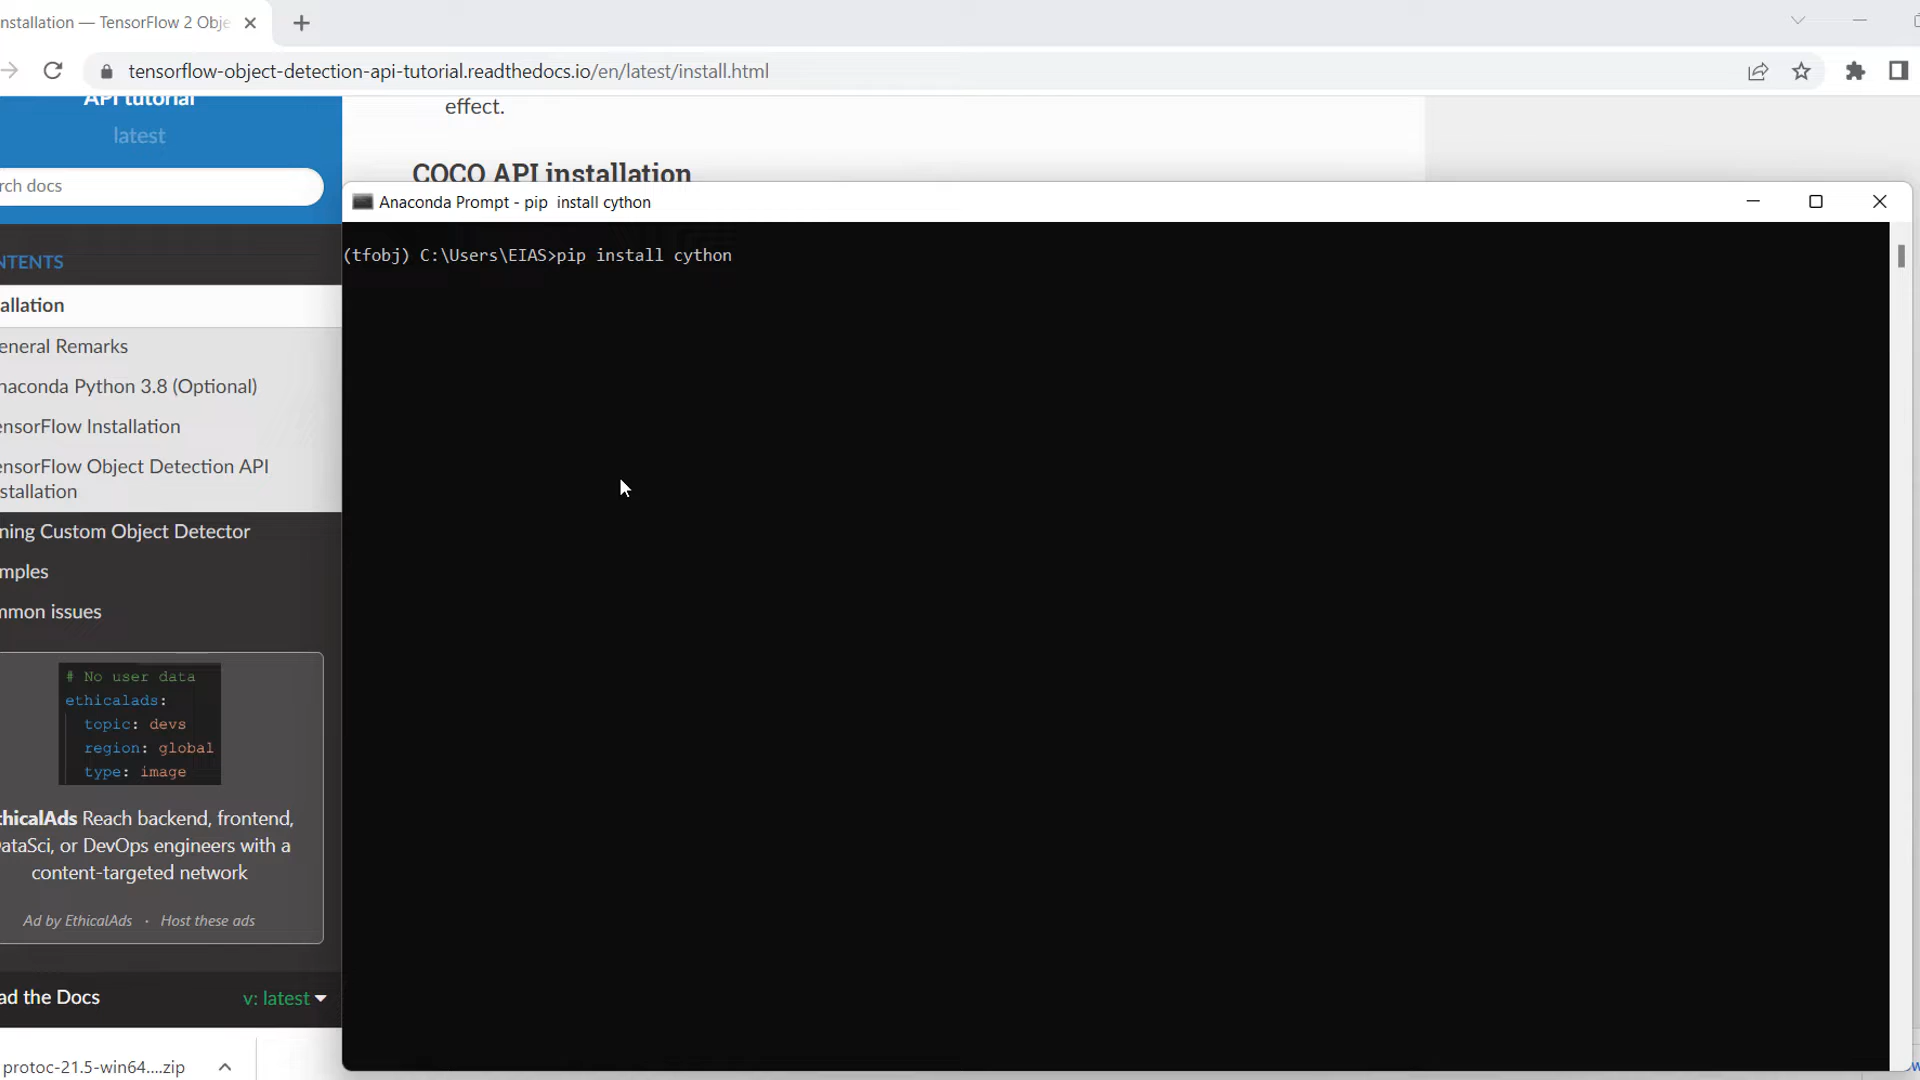 nstallation — TensorFlow 2 Obje
tensorflow-object-detection-api-tutorial.readthedocs.io/en/latest/install.html
API tutorial
latest
rch docs
NTENTS
allation
eneral Remarks
naconda Python 3.8 (Optional)
ensorFlow Installation
ensorFlow Object Detection API
stallation
ning Custom Object Detector
mples
mmon issues
# No user data
ethicalads:
topic: devs
region: global
type: image
thicalAds Reach backend, frontend,
ataSci, or DevOps engineers with a
content-targeted network
Ad by EthicalAds · Host these ads
ad the Docs
v: latest
protoc-21.5-win64....zip
effect.
COCO API installation
Anaconda Prompt - pip  install cython
(tfobj) C:\Users\EIAS>pip install cython